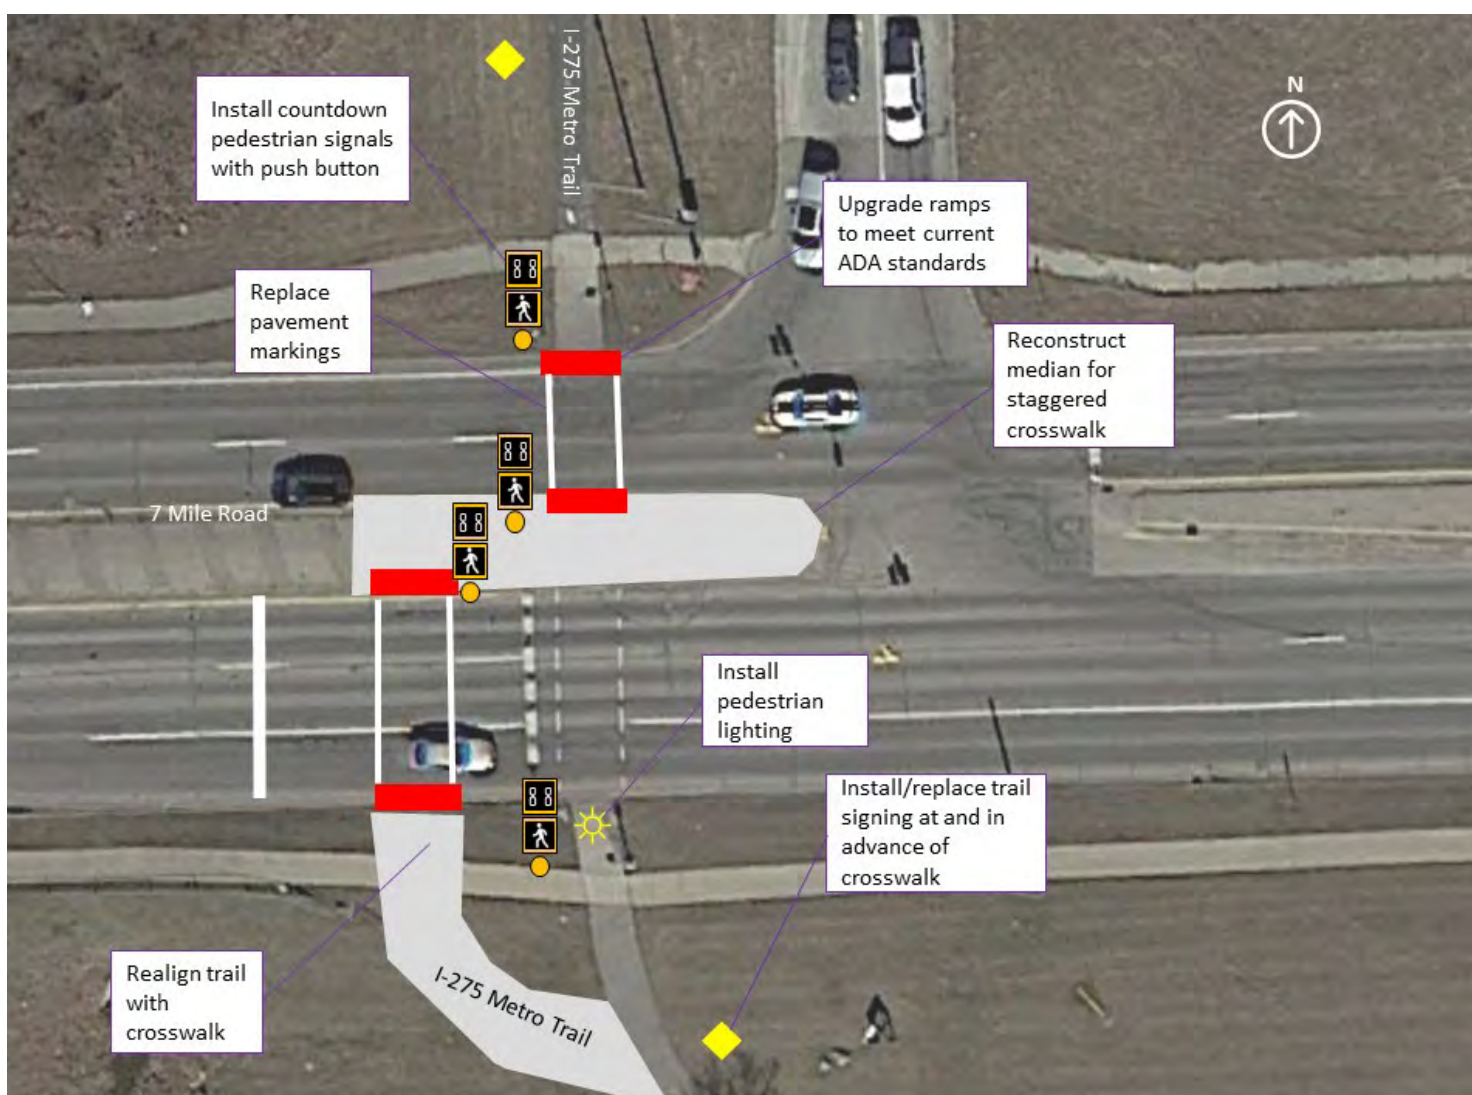 I-275 Metro Trail
N
Install countdown
pedestrian signals
with push button
Upgrade ramps
to meet current
ADA standards
Replace
pavement
markings
Reconstruct
median for
staggered
crosswalk
7 Mile Road
Install
pedestrian
lighting
Install/replace trail
signing at and in
advance of
crosswalk
Realign trail
with
crosswalk
I-275 Metro Trail
88
88
88
88